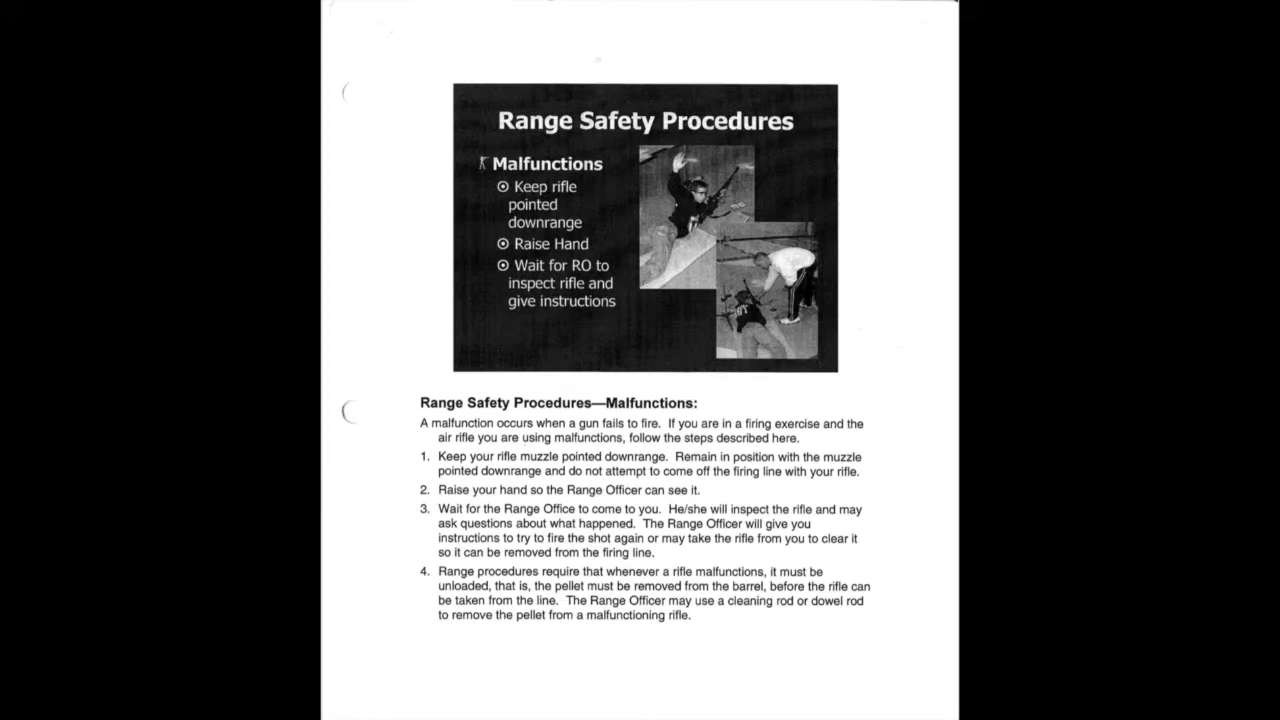 Range Safety Procedures
Malfunctions
Keep rifle
pointed
downrange
Raise Hand
Wait for RO to
inspect rifle and
give instructions
Range Safety Procedures—Malfunctions:
A malfunction occurs when a gun fails to fire. If you are in a firing exercise and the
air rifle you are using malfunctions, follow the steps described here.
1. Keep your rifle muzzle pointed downrange. Remain in position with the muzzle
pointed downrange and do not attempt to come off the firing line with your rifle.
2. Raise your hand so the Range Officer can see it.
3. Wait for the Range Office to come to you. He/she will inspect the rifle and may
ask questions about what happened. The Range Officer will give you
instructions to try to fire the shot again or may take the rifle from you to clear it
so it can be removed from the firing line.
4. Range procedures require that whenever a rifle malfunctions, it must be
unloaded, that is, the pellet must be removed from the barrel, before the rifle can
be taken from the line. The Range Officer may use a cleaning rod or dowel rod
to remove the pellet from a malfunctioning rifle.